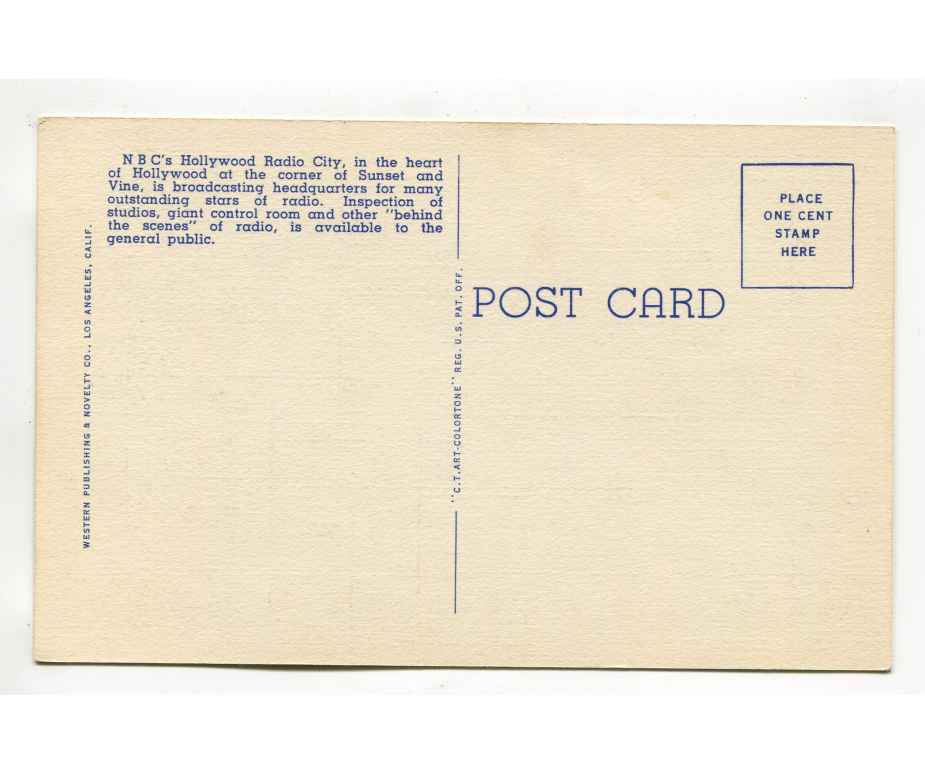 N B C's Hollywood Radio City, in the heart
of Hollywood at the corner of Sunset and
Vine, is broadcasting headquarters for many
outstanding stars of radio. Inspection of
studios, giant control room and other "behind
the scenes" of radio, is available to the
general public.
WESTERN PUBLISHING & NOVELTY CO., LOS ANGELES, CALIF.
"C.T.ART-COLORTONE" REG. U.S. PAT. OFF.
POST CARD
PLACE
ONE CENT
STAMP
HERE